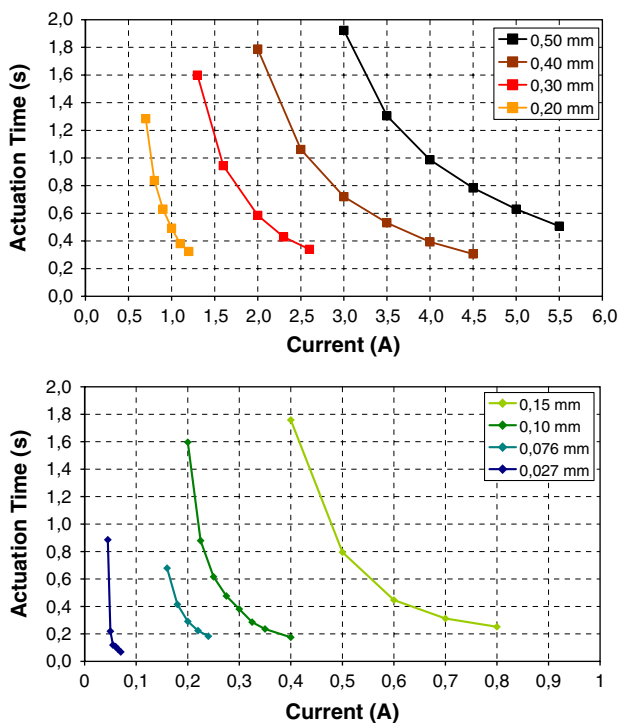 2,0
1,8
1,6
1,4
1,2
1,0
0,8
0,6
0,4
0,2
0,0
Actuation Time (s)
0,50 mm
0,40 mm
0,30 mm
0,20 mm
0,0 0,5 1,0 1,5 2,0 2,5 3,0 3,5 4,0 4,5 5,0 5,5 6,0
Current (A)
2,0
1,8
1,6
1,4
1,2
1,0
0,8
0,6
0,4
0,2
0,0
Actuation Time (s)
0,15 mm
0,10 mm
0,076 mm
0,027 mm
0 0,1 0,2 0,3 0,4 0,5 0,6 0,7 0,8 0,9 1
Current (A)